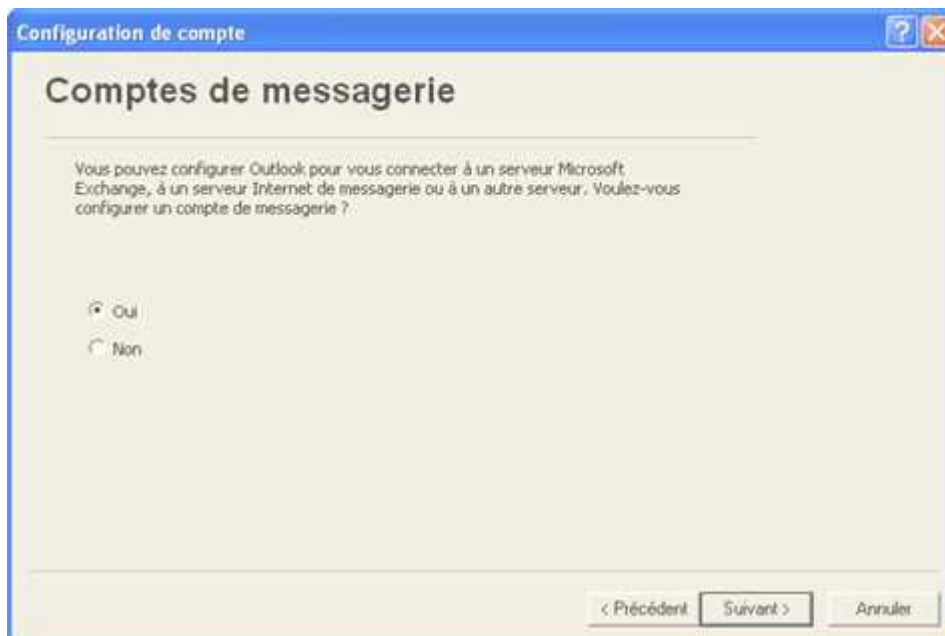 Configuration de compte
Comptes de messagerie
Vous pouvez configurer Outlook pour vous connecter à un serveur Microsoft
Exchange, à un serveur Internet de messagerie ou à un autre serveur. Voulez-vous
configurer un compte de messagerie ?
Oui
Non
< Précédent
Suivant >
Annuler